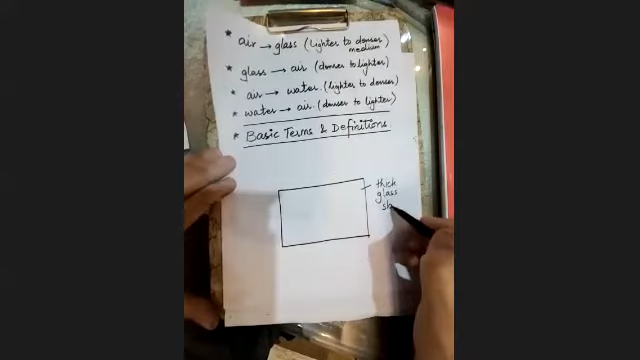 * air → glass (lighter to denser medium)
* glass → air (denser to lighter)
* air → water. (lighter to denser)
* water → air. (denser to lighter)
* Basic Terms & Definitions
thick
glass
sl